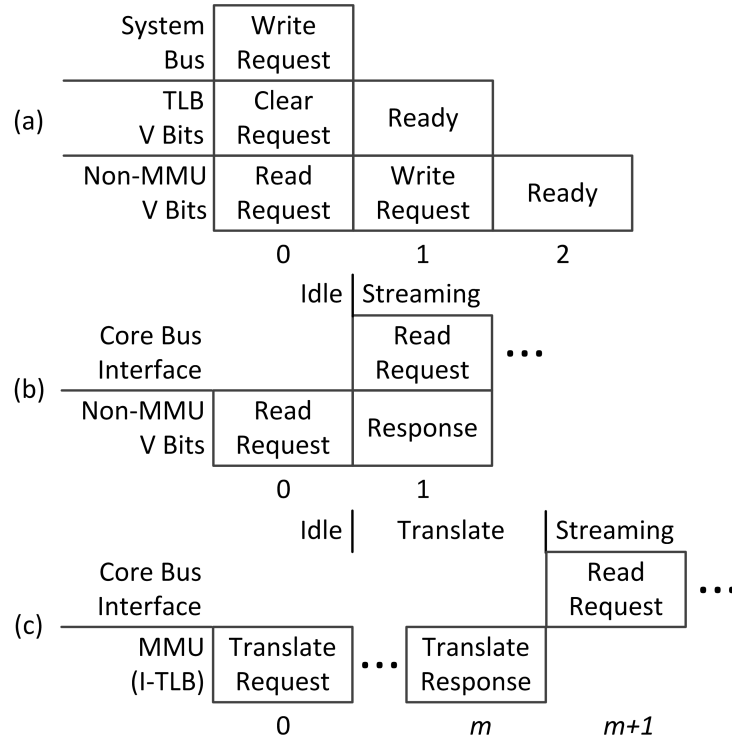 System Bus
Write Request
(a)
TLB V Bits
Clear Request
Ready
Non-MMU V Bits
Read Request
Write Request
Ready
0 1 2
Idle Streaming
(b)
Core Bus Interface
Read Request
...
Non-MMU V Bits
Read Request
Response
0 1
Idle Translate Streaming
(c)
Core Bus Interface
Read Request
...
MMU (I-TLB)
Translate Request
...
Translate Response
0 m m+1